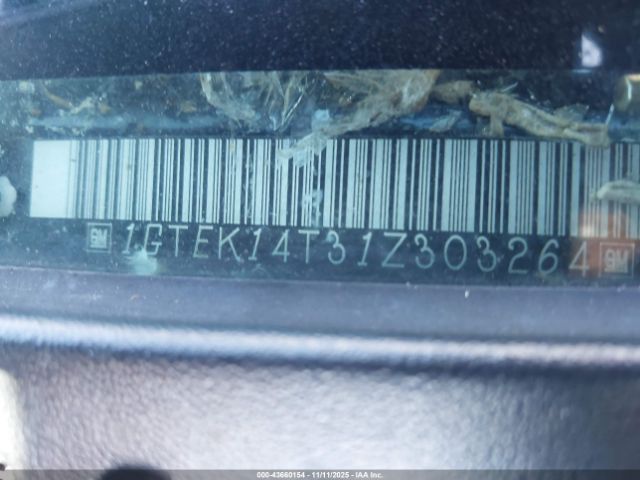 GM 1GTEK14T31Z303264 GM
000-43660154 - 11/11/2025 - IAA Inc.